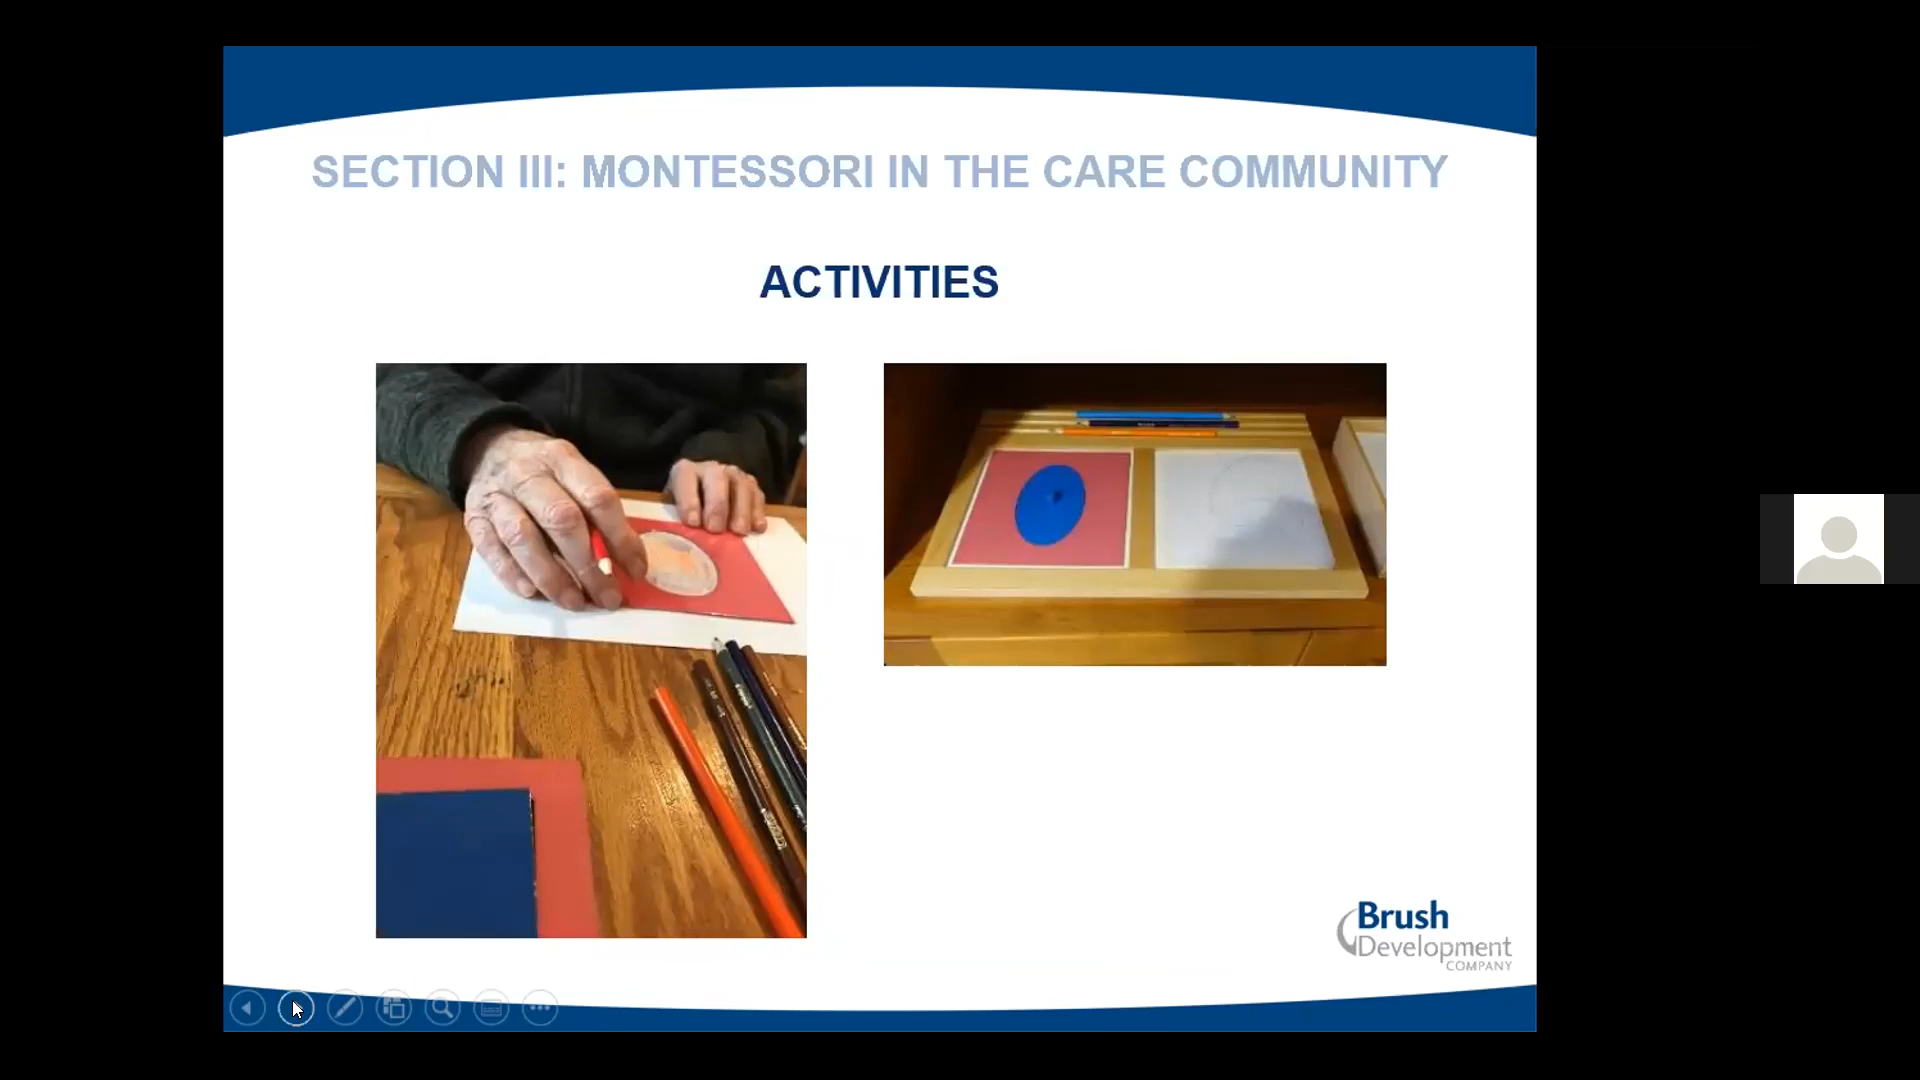 SECTION III: MONTESSORI IN THE CARE COMMUNITY
ACTIVITIES
Brush
Development
COMPANY